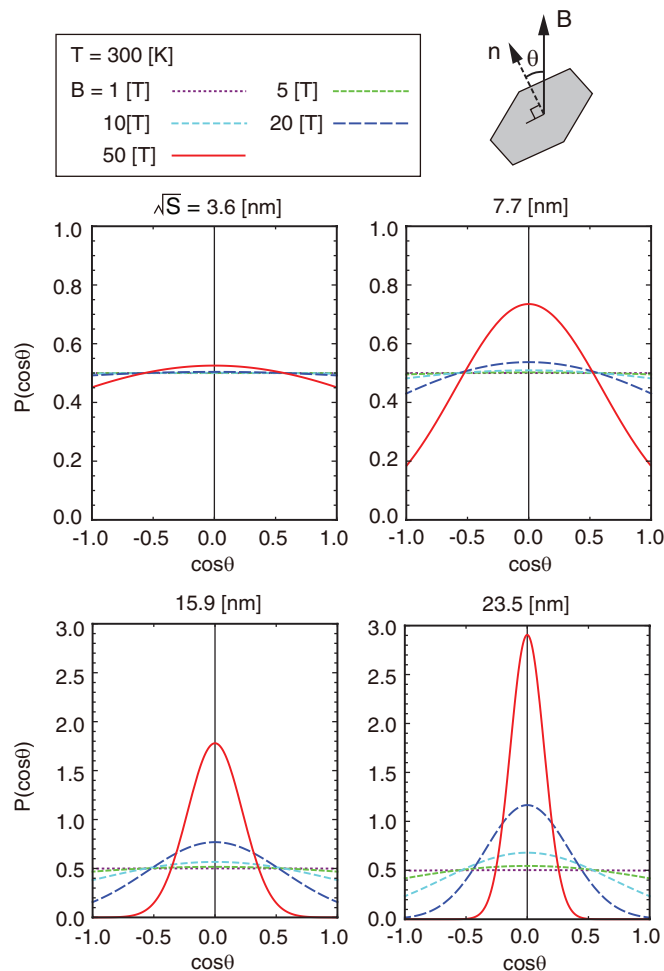 T = 300 [K]
B = 1 [T] 5 [T]
10[T] 20 [T]
50 [T]
B
n
θ
√S = 3.6 [nm] 7.7 [nm]
P(cosθ)
1.0 1.0
0.8 0.8
0.6 0.6
0.4 0.4
0.2 0.2
0.0 0.0
-1.0 -0.5 0.0 0.5 1.0 -1.0 -0.5 0.0 0.5 1.0
cosθ cosθ
15.9 [nm] 23.5 [nm]
P(cosθ)
3.0 3.0
2.5 2.5
2.0 2.0
1.5 1.5
1.0 1.0
0.5 0.5
0.0 0.0
-1.0 -0.5 0.0 0.5 1.0 -1.0 -0.5 0.0 0.5 1.0
cosθ cosθ